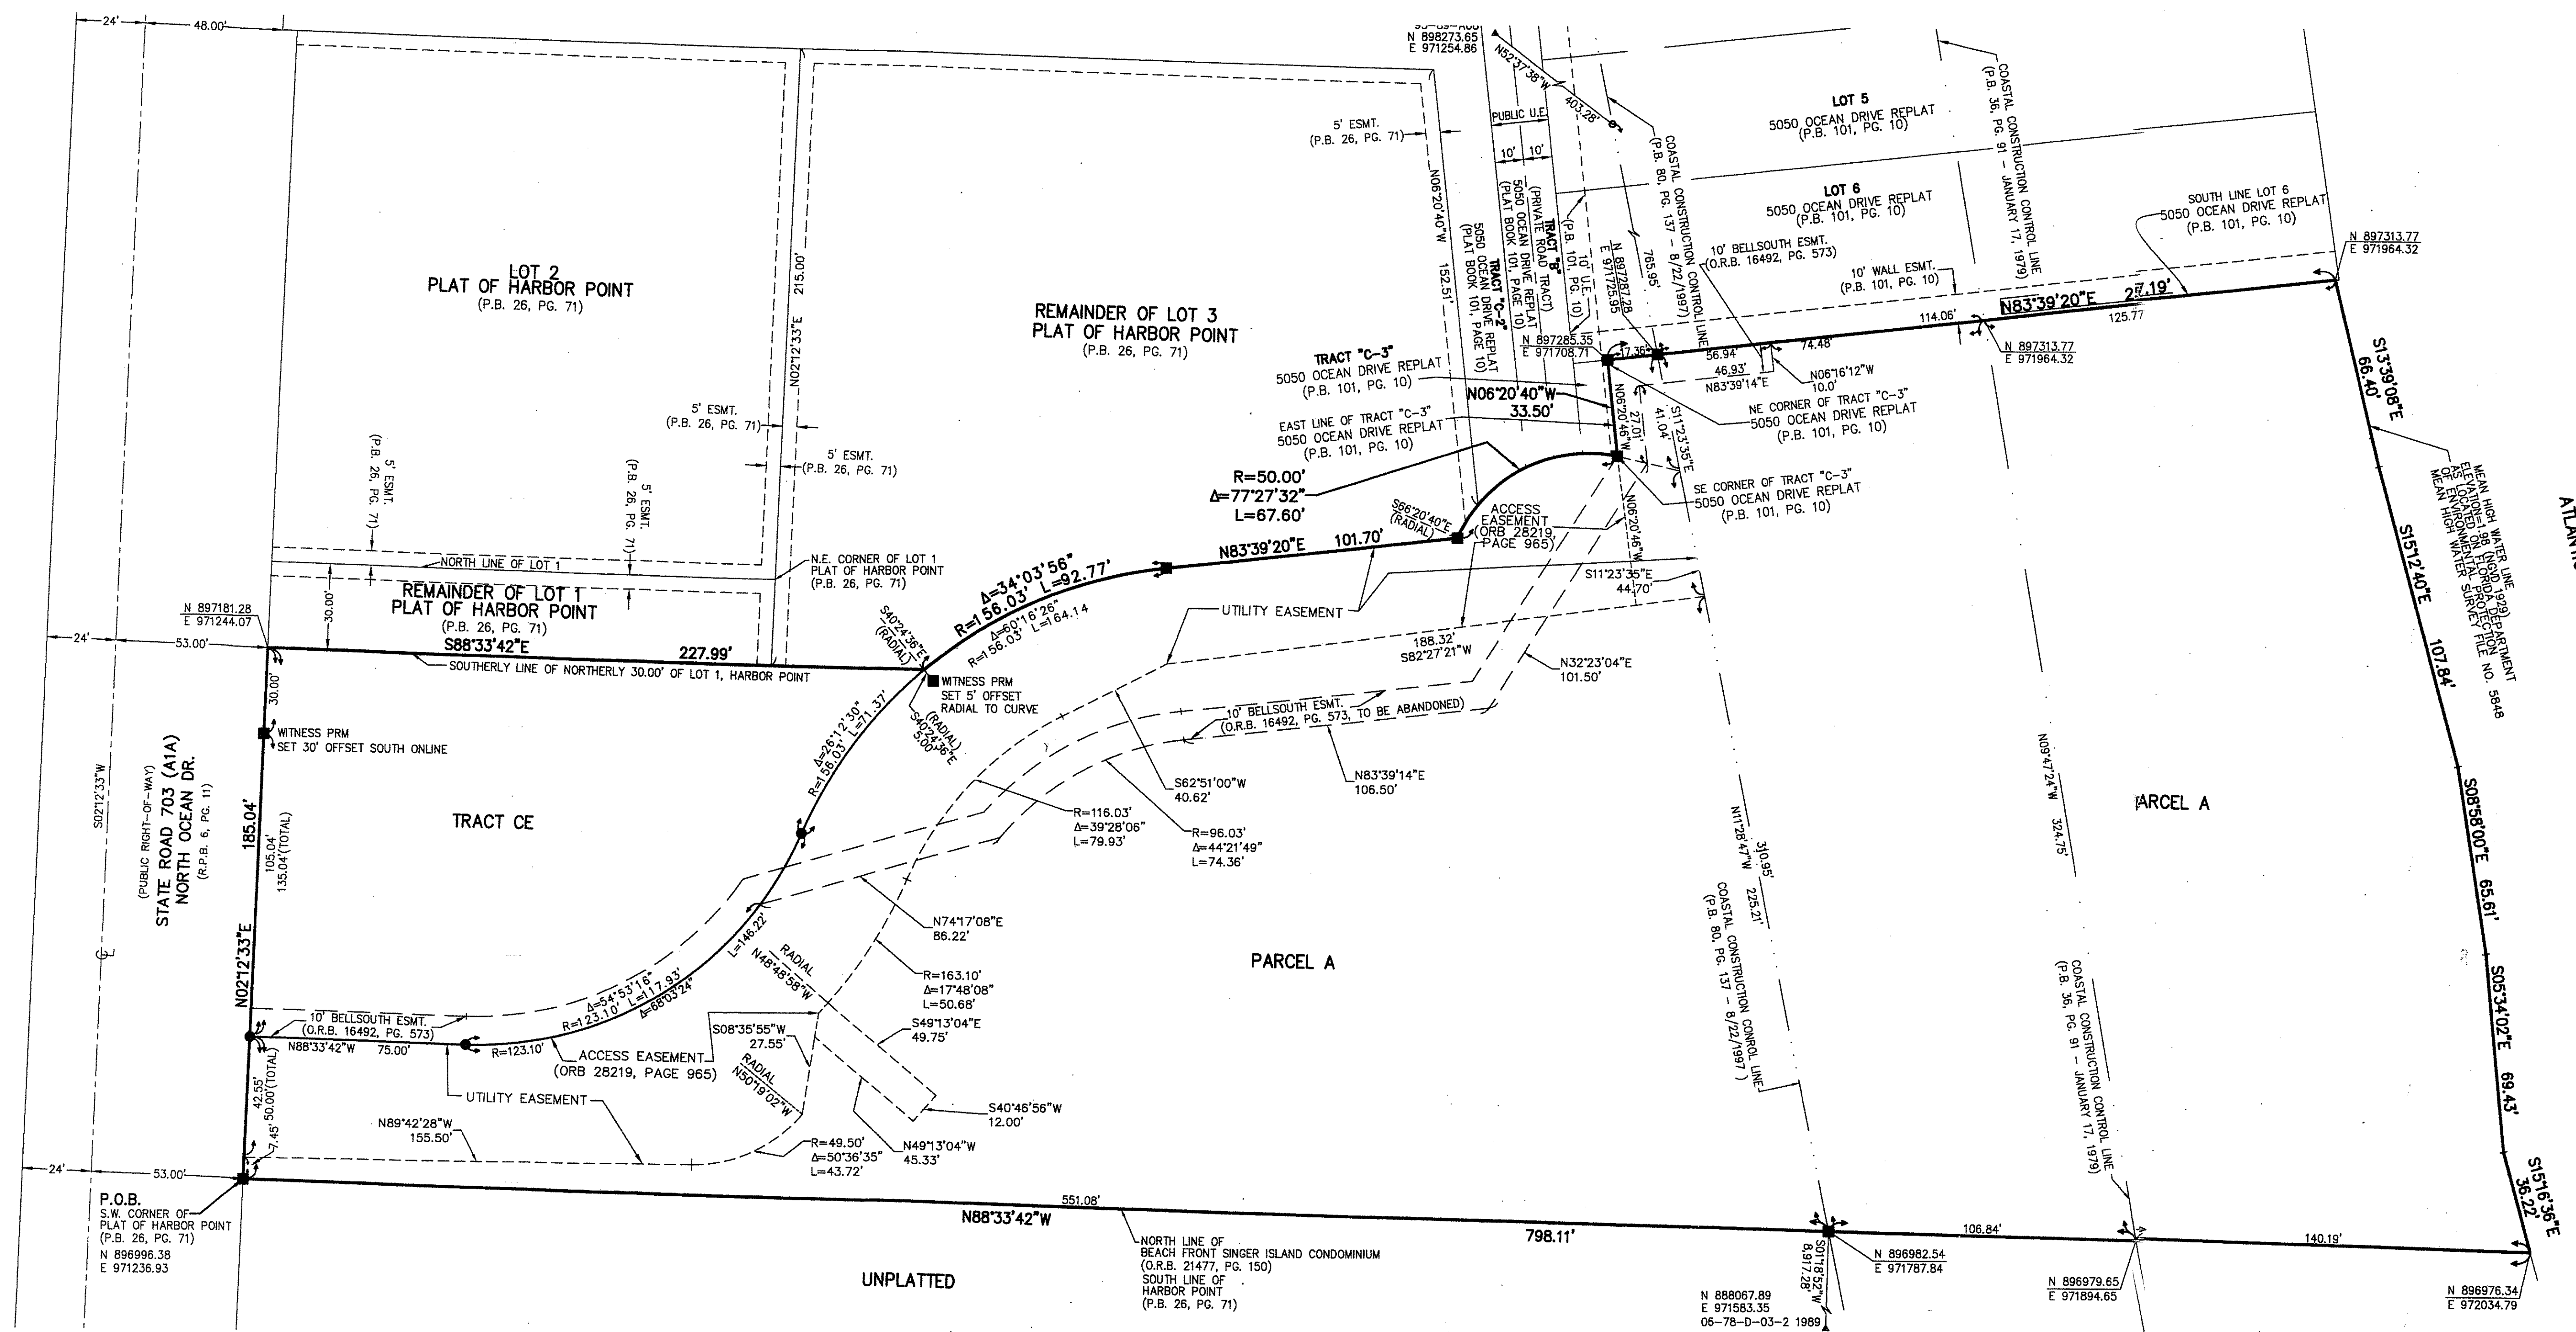 24'
48.00'
93-89-A08
N 898273.65
E 971254.86
N52°37'38"W
403.28'
PUBLIC U.E.
10'
10'
5' ESMT.
(P.B. 26, PG. 71)
N06°20'40"W 152.51'
5050 OCEAN DRIVE REPLAT
(PLAT BOOK 101, PAGE 10)
TRACT "C-2"
5050 OCEAN DRIVE REPLAT
(PLAT BOOK 101, PAGE 10)
TRACT "B"
(PRIVATE ROAD TRACT)
10' U.E.
(P.B. 101, PG. 10)
COASTAL CONSTRUCTION CONTROL LINE
(P.B. 80, PG. 137 - 8/22/1997)
765.95'
N 897287.28
E 971725.95
LOT 5
5050 OCEAN DRIVE REPLAT
(P.B. 101, PG. 10)
COASTAL CONSTRUCTION CONTROL LINE
(P.B. 36, PG. 91 - JANUARY 17, 1979)
LOT 6
5050 OCEAN DRIVE REPLAT
(P.B. 101, PG. 10)
SOUTH LINE LOT 6
5050 OCEAN DRIVE REPLAT
(P.B. 101, PG. 10)
10' BELLSOUTH ESMT.
(O.R.B. 16492, PG. 573)
10' WALL ESMT.
(P.B. 101, PG. 10)
N 897313.77
E 971964.32
N83°39'20"E
114.06'
125.77
N 897313.77
E 971964.32
N 897285.35
E 971708.71
17.36'
56.94'
74.48'
46.93'
N83°39'14"E
N06°16'12"W
10.0'
LOT 2
PLAT OF HARBOR POINT
(P.B. 26, PG. 71)
N02°12'33"E 215.00'
REMAINDER OF LOT 3
PLAT OF HARBOR POINT
(P.B. 26, PG. 71)
TRACT "C-3"
5050 OCEAN DRIVE REPLAT
(P.B. 101, PG. 10)
N06°20'40"W
33.50'
EAST LINE OF TRACT "C-3"
5050 OCEAN DRIVE REPLAT
(P.B. 101, PG. 10)
N06°20'46"W
27.01'
41.04'
S11°23'35"E
NE CORNER OF TRACT "C-3"
5050 OCEAN DRIVE REPLAT
(P.B. 101, PG. 10)
SE CORNER OF TRACT "C-3"
5050 OCEAN DRIVE REPLAT
(P.B. 101, PG. 10)
R=50.00'
Δ=77°27'32"
L=67.60'
5' ESMT.
(P.B. 26, PG. 71)
5' ESMT.
(P.B. 26, PG. 71)
5' ESMT.
(P.B. 26, PG. 71)
5' ESMT.
(P.B. 26, PG. 71)
S13°39'08"E
66.40'
MEAN HIGH WATER LINE
ELEVATION=1.98 (NGVD 1929)
AS LOCATED ON FLORIDA DEPARTMENT
OF ENVIRONMENTAL PROTECTION
MEAN HIGH WATER SURVEY FILE NO. 5848
S15°12'40"E 107.84'
S66°20'40"E
(RADIAL)
ACCESS
EASEMENT
(ORB 28219,
PAGE 965)
N06°20'46"W
S11°23'35"E
44.70'
N83°39'20"E 101.70'
Δ=34°03'56"
R=156.03' L=92.77'
Δ=60°16'26"
R=156.03' L=164.14
UTILITY EASEMENT
188.32'
S82°27'21"W
N32°23'04"E
101.50'
NORTH LINE OF LOT 1
N.E. CORNER OF LOT 1
PLAT OF HARBOR POINT
(P.B. 26, PG. 71)
REMAINDER OF LOT 1
PLAT OF HARBOR POINT
(P.B. 26, PG. 71)
30.00'
N 897181.28
E 971244.07
24'
53.00'
S88°33'42"E 227.99'
SOUTHERLY LINE OF NORTHERLY 30.00' OF LOT 1, HARBOR POINT
S40°24'36"E
(RADIAL)
WITNESS PRM
SET 5' OFFSET
RADIAL TO CURVE
(RADIAL)
S40°24'36"E
5.00'
30.00'
WITNESS PRM
SET 30' OFFSET SOUTH ONLINE
10' BELLSOUTH ESMT.
(O.R.B. 16492, PG. 573, TO BE ABANDONED)
N83°39'14"E
106.50'
S62°51'00"W
40.62'
Δ=26°12'30"
R=156.03' L=71.37'
R=116.03'
Δ=39°28'06"
L=79.93'
R=96.03'
Δ=44°21'49"
L=74.36'
S02°12'33"W
(PUBLIC RIGHT-OF-WAY)
STATE ROAD 703 (A1A)
NORTH OCEAN DR.
(R.P.B. 6, PG. 11)
N02°12'33"E 185.04'
105.04'
135.04'(TOTAL)
TRACT CE
N11°28'47"W 310.95'
225.21'
N09°47'24"W 324.75'
ARCEL A
S08°58'00"E 65.61'
COASTAL CONSTRUCTION CONROL LINE
(P.B. 80, PG. 137 - 8/22/1997 )
N74°17'08"E
86.22'
L=146.22'
RADIAL
N48°48'58"W
PARCEL A
S05°34'02"E 69.43'
COASTAL CONSTRUCTION CONTROL LINE
(P.B. 36, PG. 91 - JANUARY 17, 1979)
Δ=54°53'16"
R=123.10' L=117.93'
Δ=68°03'24"
R=163.10'
Δ=17°48'08"
L=50.68'
S49°13'04"E
49.75'
10' BELLSOUTH ESMT.
(O.R.B. 16492, PG. 573)
N88°33'42"W 75.00'
R=123.10'
ACCESS EASEMENT
(ORB 28219, PAGE 965)
S08°35'55"W
27.55'
RADIAL
N50°19'02"W
S40°46'56"W
12.00'
42.55'
50.00'(TOTAL)
7.45'
UTILITY EASEMENT
N89°42'28"W
155.50'
R=49.50'
Δ=50°36'35"
L=43.72'
N49°13'04"W
45.33'
24'
53.00'
P.O.B.
S.W. CORNER OF
PLAT OF HARBOR POINT
(P.B. 26, PG. 71)
N 896996.38
E 971236.93
551.08'
N88°33'42"W 798.11'
NORTH LINE OF
BEACH FRONT SINGER ISLAND CONDOMINIUM
(O.R.B. 21477, PG. 150)
SOUTH LINE OF
HARBOR POINT
(P.B. 26, PG. 71)
UNPLATTED
S01°18'52"W
8,917.28'
106.84'
140.19'
S15°16'36"E
36.22'
N 896982.54
E 971787.84
N 896979.65
E 971894.65
N 896976.34
E 972034.79
N 888067.89
E 971583.35
06-78-D-03-2 1989